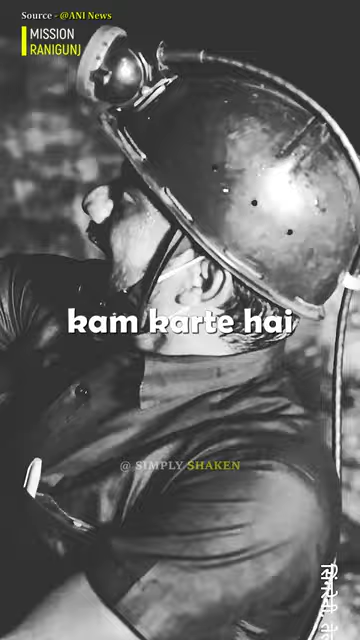 Source - @ANI News
MISSION
RANIGUNJ
kam karte hai
@ SIMPLY SHAKEN